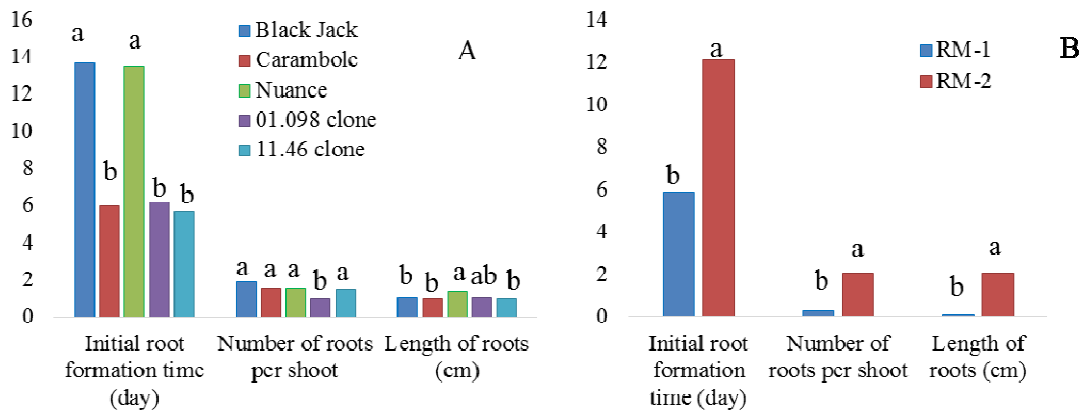 16
14
12
10
8
6
4
2
0
a
b
a
b
b
a
a
a
b
a
b
b
a
ab
b
Black Jack
Carambole
Nuance
01.098 clone
11.46 clone
A
Initial root
formation time
(day)
Number of roots
per shoot
Length of roots
(cm)
14
12
10
8
6
4
2
0
b
a
b
a
b
a
RM-1
RM-2
B
Initial root
formation
time (day)
Number of
roots per shoot
Length of
roots (cm)